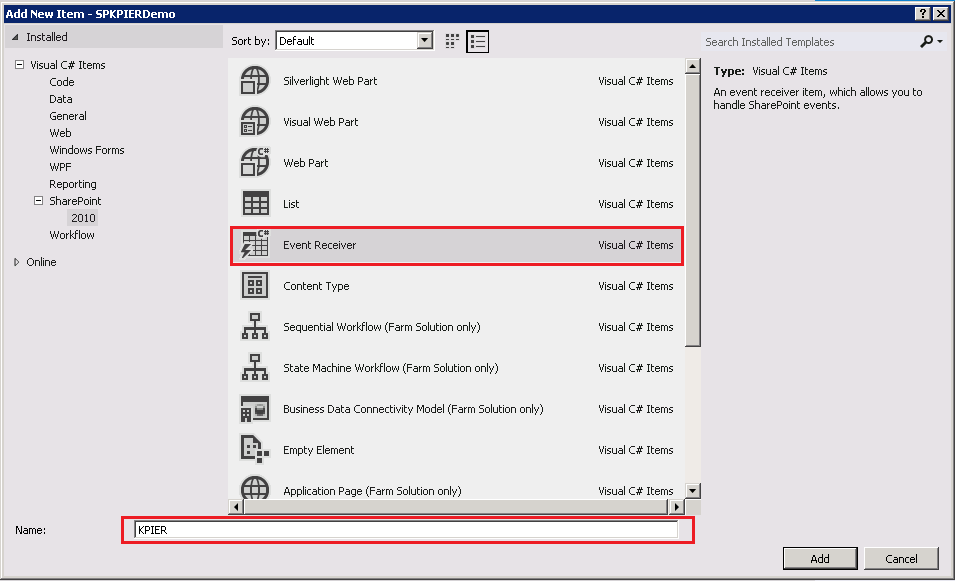 Add New Item - SPKPIERDemo
Installed
Sort by: Default
Search Installed Templates
Visual C# Items
Code
Data
General
Web
Windows Forms
WPF
Reporting
SharePoint
2010
Workflow
Online
Silverlight Web Part Visual C# Items
Visual Web Part Visual C# Items
C#
Web Part Visual C# Items
List Visual C# Items
C#
Event Receiver Visual C# Items
Content Type Visual C# Items
Sequential Workflow (Farm Solution only) Visual C# Items
State Machine Workflow (Farm Solution only) Visual C# Items
Business Data Connectivity Model (Farm Solution only) Visual C# Items
Empty Element Visual C# Items
Application Page (Farm Solution only) Visual C# Items
Type: Visual C# Items
An event receiver item, which allows you to
handle SharePoint events.
Name: KPIER
Add Cancel